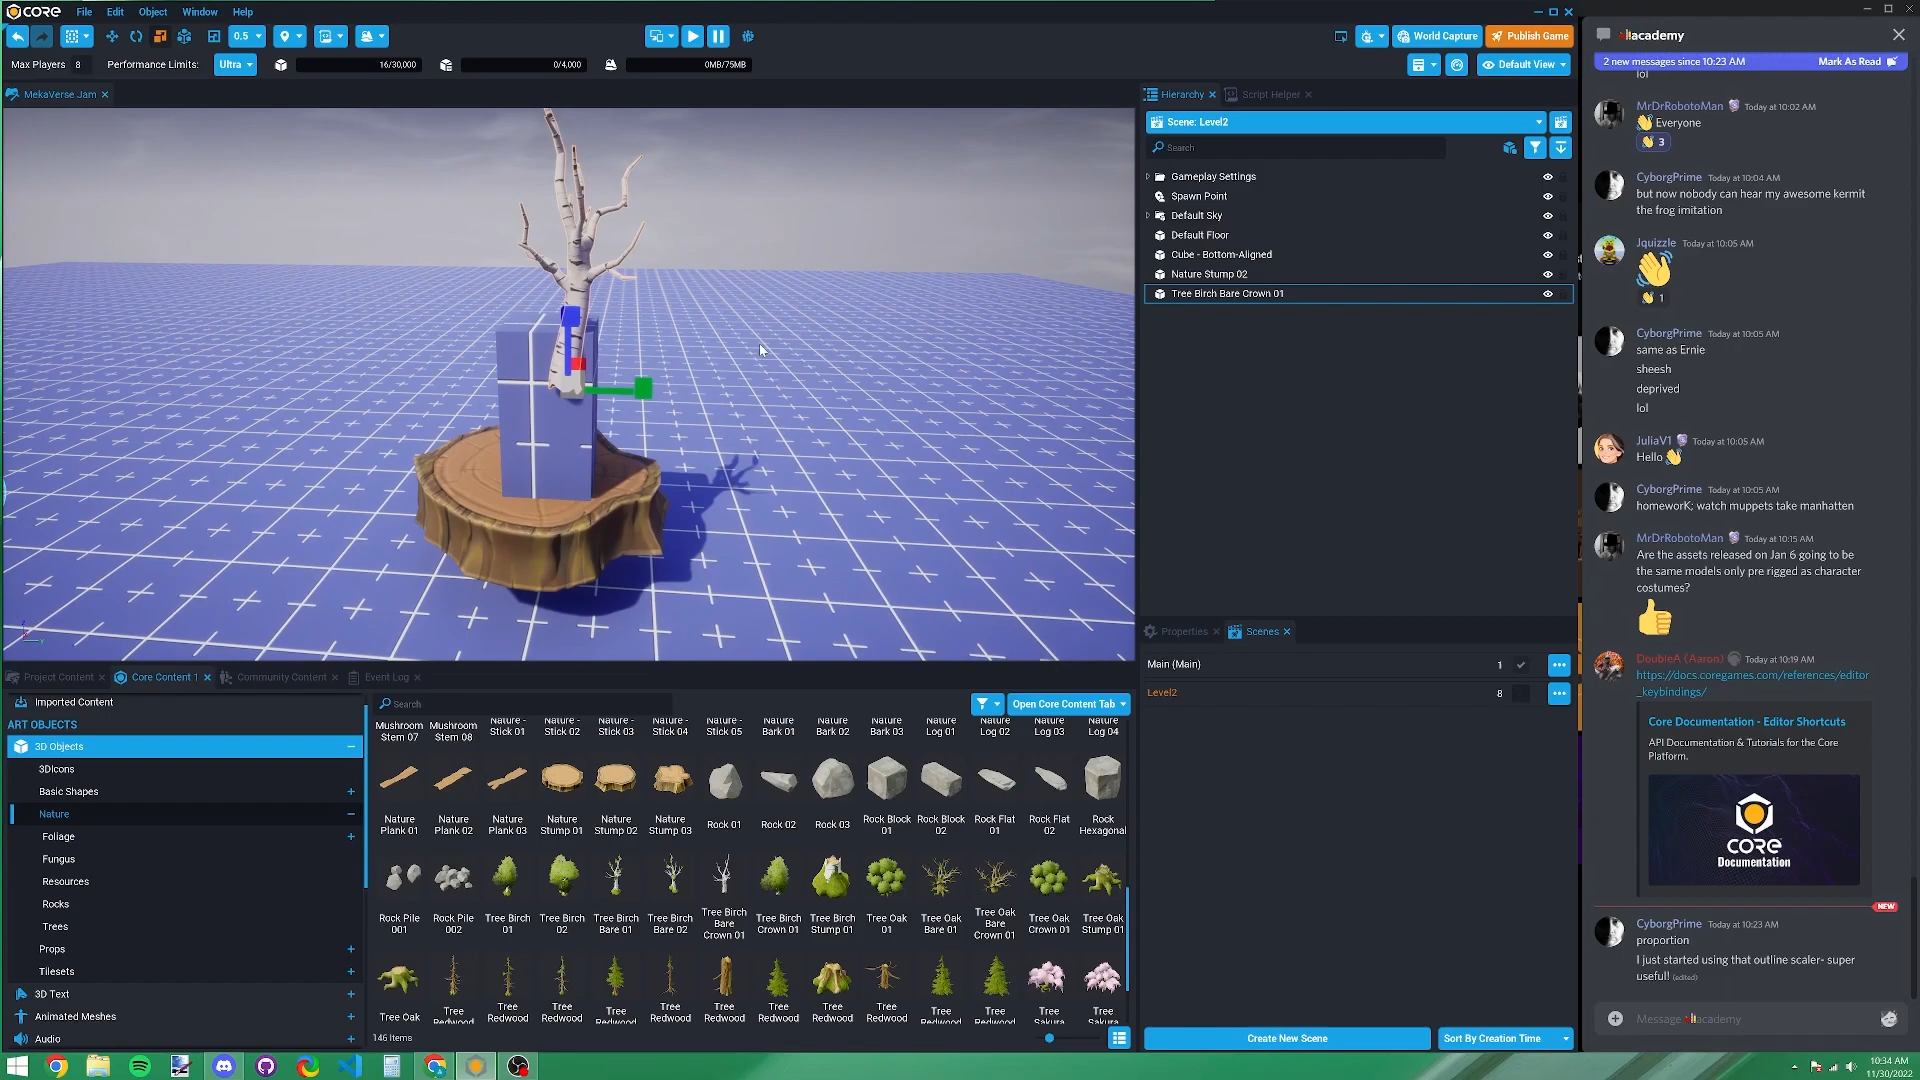 CORE
File
Edit
Object
Window
Help
0.5
World Capture
Publish Game
Max Players
8
Performance Limits:
Ultra
16/30,000
0/4,000
0MB/75MB
Default View
MekaVerse Jam
Hierarchy
Script Helper
Scene: Level2
Search
Gameplay Settings
Spawn Point
Default Sky
Default Floor
Cube - Bottom-Aligned
Nature Stump 02
Tree Birch Bare Crown 01
Properties
Scenes
Main (Main)
1
Level2
8
Create New Scene
Sort By Creation Time
Project Content
Core Content 1
Community Content
Event Log
Imported Content
ART OBJECTS
3D Objects
3DIcons
Basic Shapes
Nature
Foliage
Fungus
Resources
Rocks
Trees
Props
Tilesets
3D Text
Animated Meshes
Audio
Search
Open Core Content Tab
Mushroom Stem 07
Mushroom Stem 08
Nature - Stick 01
Nature - Stick 02
Nature - Stick 03
Nature - Stick 04
Nature - Stick 05
Nature Bark 01
Nature Bark 02
Nature Bark 03
Nature Log 01
Nature Log 02
Nature Log 03
Nature Log 04
Nature Plank 01
Nature Plank 02
Nature Plank 03
Nature Stump 01
Nature Stump 02
Nature Stump 03
Rock 01
Rock 02
Rock 03
Rock Block 01
Rock Block 02
Rock Flat 01
Rock Flat 02
Rock Hexagonal
Rock Pile 001
Rock Pile 002
Tree Birch 01
Tree Birch 02
Tree Birch Bare 01
Tree Birch Bare 02
Tree Birch Bare Crown 01
Tree Birch Crown 01
Tree Birch Stump 01
Tree Oak 01
Tree Oak Bare 01
Tree Oak Bare Crown 01
Tree Oak Crown 01
Tree Oak Stump 01
Tree Oak
Tree Redwood
Tree Redwood
Tree Redwood
Tree Redwood
Tree Redwood
Tree Redwood
Tree Redwood
Tree Redwood
Tree Redwood
Tree Redwood
Tree Redwood
Tree Sakura
Tree Sakura
146 Items
academy
2 new messages since 10:23 AM
Mark As Read
lol
MrDrRobotoMan Today at 10:02 AM
Everyone
3
CyborgPrime Today at 10:04 AM
but now nobody can hear my awesome kermit
the frog imitation
Jquizzle Today at 10:05 AM
1
CyborgPrime Today at 10:05 AM
same as Ernie
sheesh
deprived
lol
JuliaV1 Today at 10:05 AM
Hello
CyborgPrime Today at 10:05 AM
homeworK; watch muppets take manhatten
MrDrRobotoMan Today at 10:15 AM
Are the assets released on Jan 6 going to be
the same models only pre rigged as character
costumes?
DoubleA (Aaron) Today at 10:19 AM
https://docs.coregames.com/references/editor
_keybindings/
Core Documentation - Editor Shortcuts
API Documentation & Tutorials for the Core
Platform.
CORE
Documentation
NEW
CyborgPrime Today at 10:23 AM
proportion
I just started using that outline scaler- super
useful! (edited)
Message academy
10:34 AM
11/30/2022